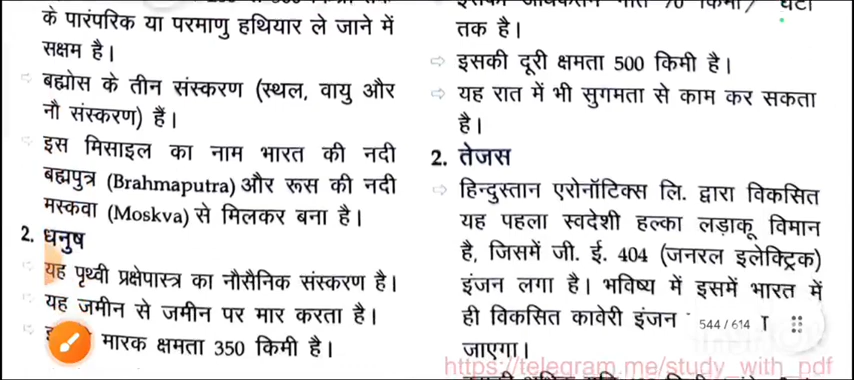 के पारंपरिक या परमाणु हथियार ले जाने में
सक्षम है।
⇨ बह्मोस के तीन संस्करण (स्थल, वायु और
नौ संस्करण) हैं।
⇨ इस मिसाइल का नाम भारत की नदी
बह्मपुत्र (Brahmaputra) और रूस की नदी
मस्कवा (Moskva) से मिलकर बना है।
2. धनुष
⇨ यह पृथ्वी प्रक्षेपास्त्र का नौसैनिक संस्करण है।
⇨ यह जमीन से जमीन पर मार करता है।
मारक क्षमता 350 किमी है।
तक है।
⇨ इसकी दूरी क्षमता 500 किमी है।
⇨ यह रात में भी सुगमता से काम कर सकता
है।
2. तेजस
⇨ हिन्दुस्तान एरोनॉटिक्स लि. द्वारा विकसित
यह पहला स्वदेशी हल्का लड़ाकू विमान
है, जिसमें जी. ई. 404 (जनरल इलेक्ट्रिक)
इंजन लगा है। भविष्य में इसमें भारत में
ही विकसित कावेरी इंजन
जाएगा।
544 / 614
https://telegram.me/study_with_pdf